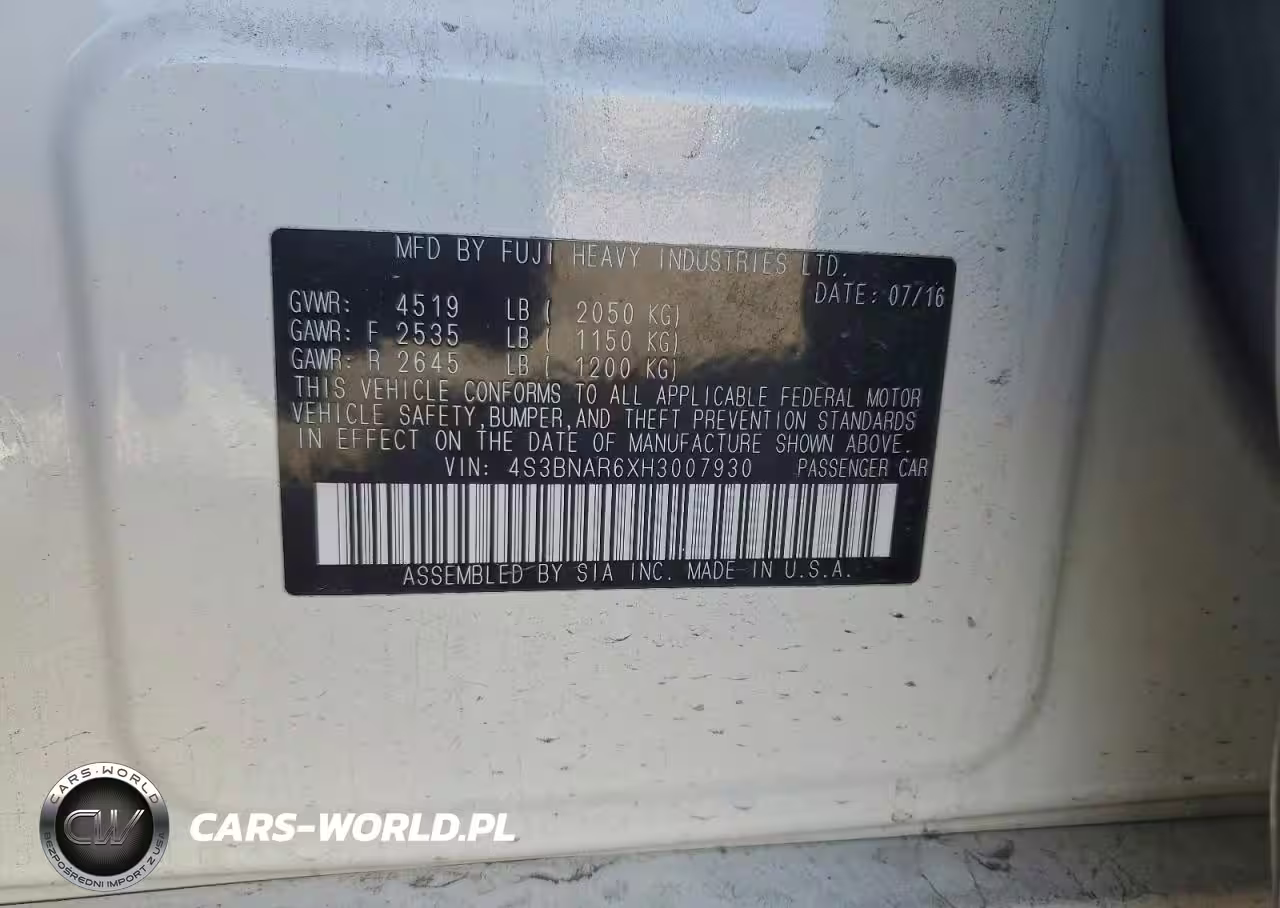 MFD BY FUJI HEAVY INDUSTRIES LTD.
DATE: 07/16
GVWR: 4519 LB ( 2050 KG)
GAWR: F 2535 LB ( 1150 KG)
GAWR: R 2645 LB ( 1200 KG)
THIS VEHICLE CONFORMS TO ALL APPLICABLE FEDERAL MOTOR
VEHICLE SAFETY,BUMPER,AND THEFT PREVENTION STANDARDS
IN EFFECT ON THE DATE OF MANUFACTURE SHOWN ABOVE.
VIN: 4S3BNAR6XH3007930 PASSENGER CAR
ASSEMBLED BY SIA INC. MADE IN U.S.A.
CARS-WORLD
CW
BEZPOŚREDNI IMPORT Z USA
CARS-WORLD.PL